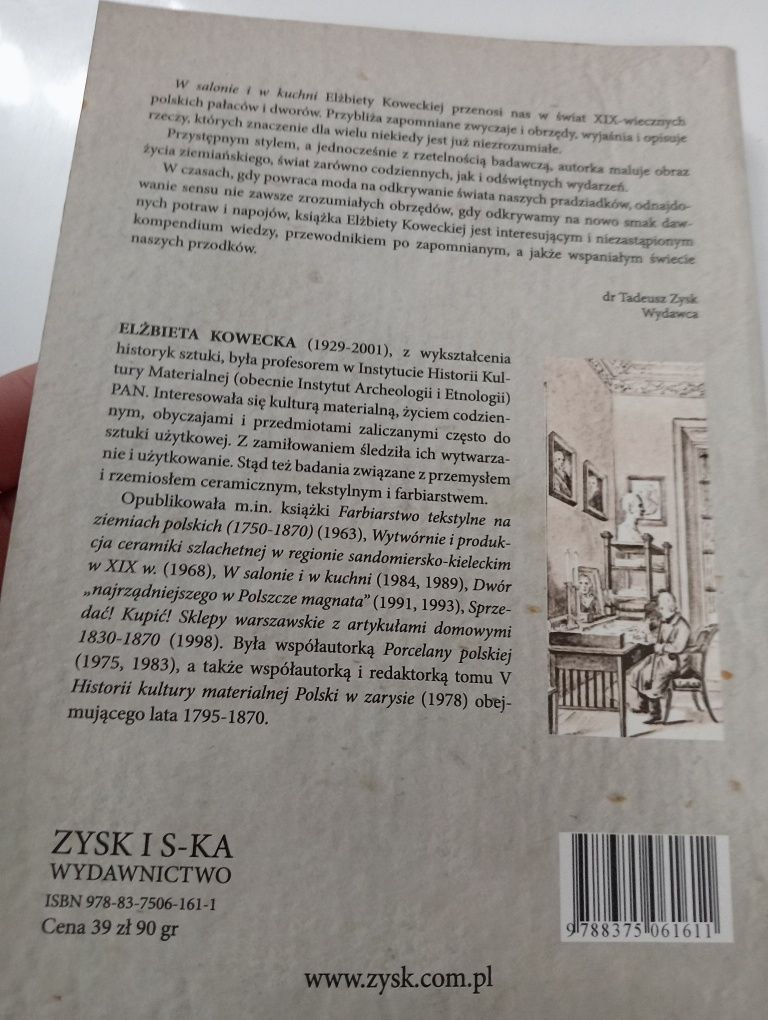 W salonie i w kuchni Elżbiety Koweckiej przenosi nas w świat XIX-wiecznych
polskich pałaców i dworów. Przybliża zapomniane zwyczaje i obrzędy, wyjaśnia i opisuje
rzeczy, których znaczenie dla wielu niekiedy jest już niezrozumiałe.
Przystępnym stylem, a jednocześnie z rzetelnością badawczą, autorka maluje obraz
życia ziemiańskiego, świat zarówno codziennych, jak i odświętnych wydarzeń.
W czasach, gdy powraca moda na odkrywanie świata naszych pradziadków, odnajdo-
wanie sensu nie zawsze zrozumiałych obrzędów, gdy odkrywamy na nowo smak daw-
nych potraw i napojów, książka Elżbiety Koweckiej jest interesującym i niezastąpionym
kompendium wiedzy, przewodnikiem po zapomnianym, a jakże wspaniałym świecie
naszych przodków.
dr Tadeusz Zysk
Wydawca
ELŻBIETA KOWECKA (1929-2001), z wykształcenia
historyk sztuki, była profesorem w Instytucie Historii Kul-
tury Materialnej (obecnie Instytut Archeologii i Etnologii)
PAN. Interesowała się kulturą materialną, życiem codzien-
nym, obyczajami i przedmiotami zaliczanymi często do
sztuki użytkowej. Z zamiłowaniem śledziła ich wytwarza-
nie i użytkowanie. Stąd też badania związane z przemysłem
i rzemiosłem ceramicznym, tekstylnym i farbiarstwem.
Opublikowała m.in. książki Farbiarstwo tekstylne na
ziemiach polskich (1750-1870) (1963), Wytwórnie i produk-
cja ceramiki szlachetnej w regionie sandomiersko-kieleckim
w XIX w. (1968), W salonie i w kuchni (1984, 1989), Dwór
„najrządniejszego w Polszcze magnata” (1991, 1993), Sprze-
dać! Kupić! Sklepy warszawskie z artykułami domowymi
1830-1870 (1998). Była współautorką Porcelany polskiej
(1975, 1983), a także współautorką i redaktorką tomu V
Historii kultury materialnej Polski w zarysie (1978) obej-
mującego lata 1795-1870.
ZYSK I S-KA
WYDAWNICTWO
ISBN 978-83-7506-161-1
Cena 39 zł 90 gr
9 788375 061611
www.zysk.com.pl